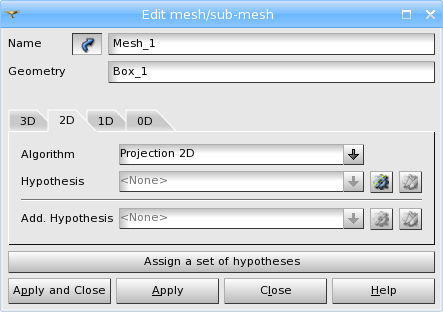 Edit mesh/sub-mesh
Name Mesh_1
Geometry Box_1
3D 2D 1D 0D
Algorithm Projection 2D
Hypothesis <None>
Add. Hypothesis <None>
Assign a set of hypotheses
Apply and Close Apply Close Help